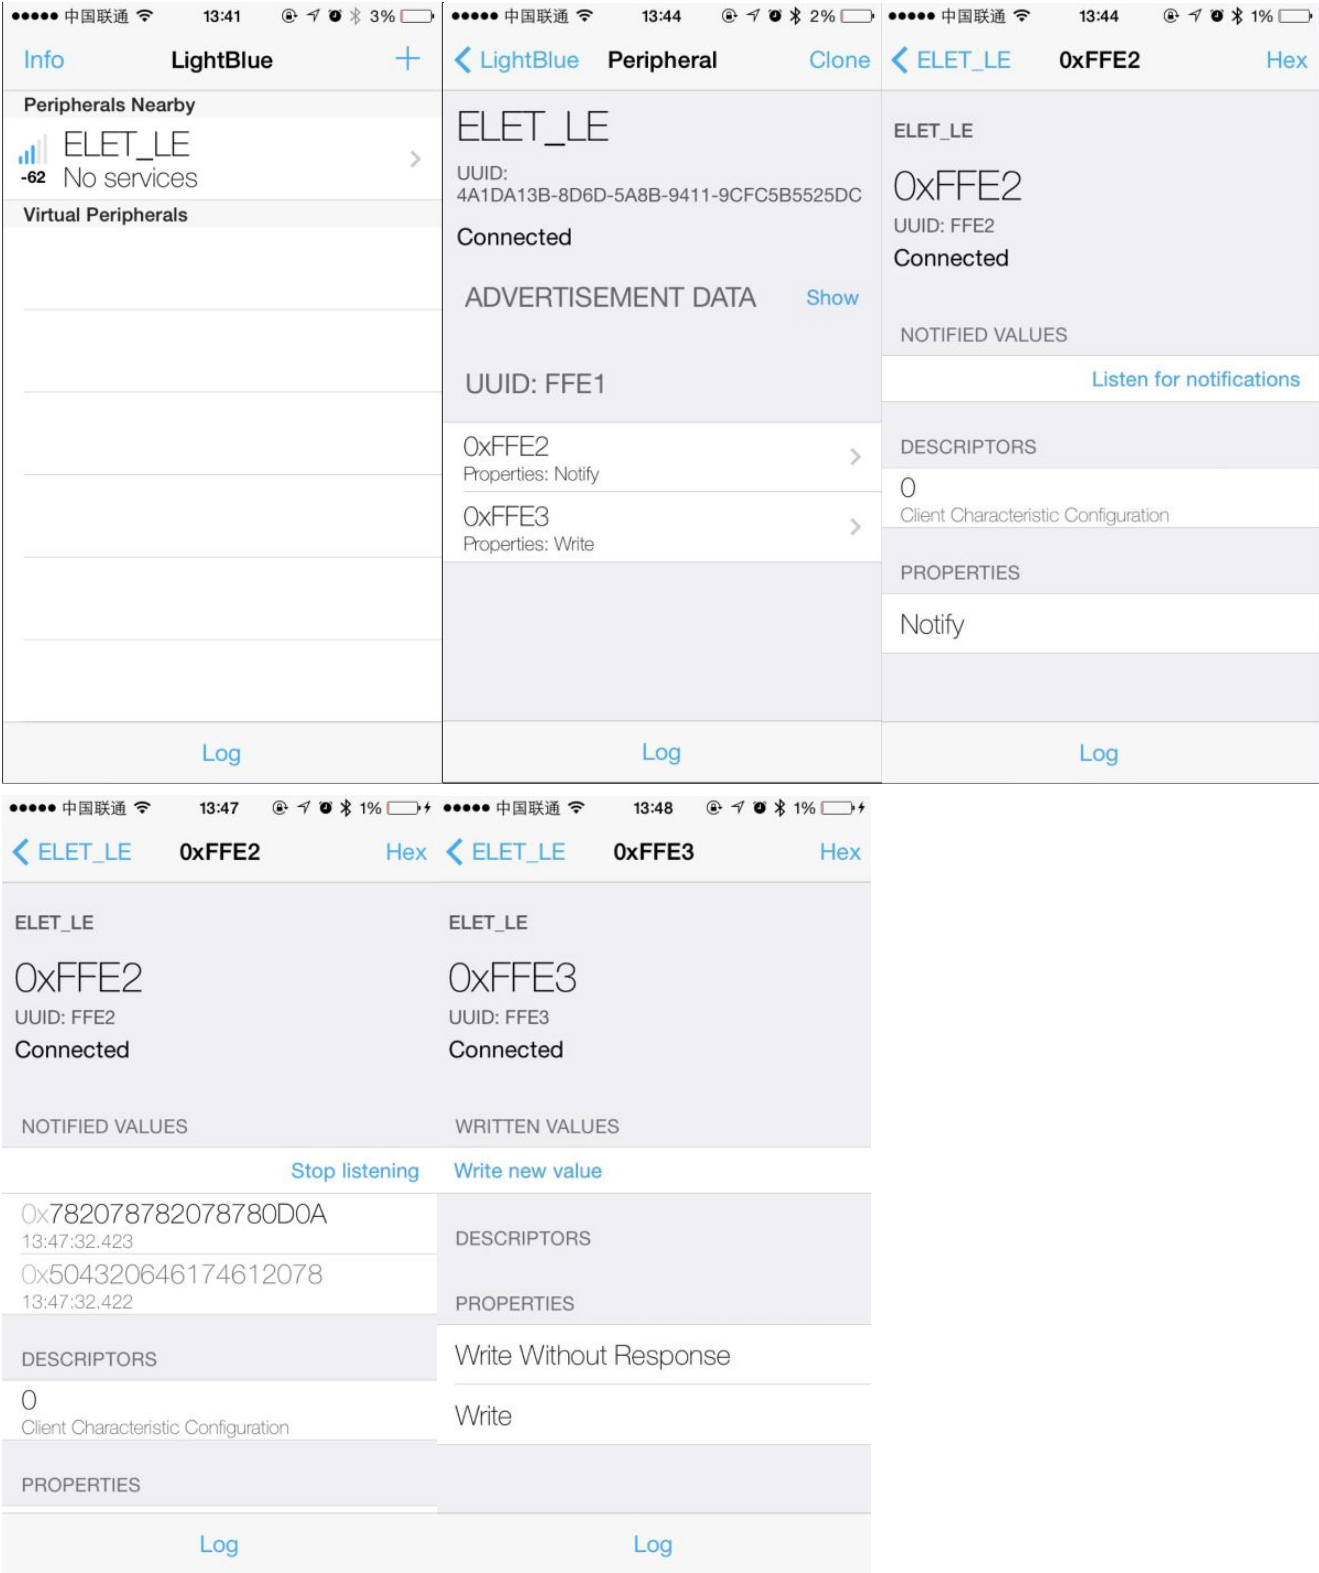 ●●●●● 中国联通 13:41 3%
Info LightBlue +
Peripherals Nearby
ELET_LE
-62 No services
Virtual Peripherals
Log
●●●●● 中国联通 13:44 2%
LightBlue Peripheral Clone
ELET_LE
UUID:
4A1DA13B-8D6D-5A8B-9411-9CFC5B5525DC
Connected
ADVERTISEMENT DATA Show
UUID: FFE1
0xFFE2
Properties: Notify
0xFFE3
Properties: Write
Log
●●●●● 中国联通 13:44 1%
ELET_LE 0xFFE2 Hex
ELET_LE
0xFFE2
UUID: FFE2
Connected
NOTIFIED VALUES
Listen for notifications
DESCRIPTORS
0
Client Characteristic Configuration
PROPERTIES
Notify
Log
●●●●● 中国联通 13:47 1%
ELET_LE 0xFFE2 Hex
ELET_LE
0xFFE2
UUID: FFE2
Connected
NOTIFIED VALUES
Stop listening
0x782078782078780D0A
13:47:32.423
0x504320646174612078
13:47:32.422
DESCRIPTORS
0
Client Characteristic Configuration
PROPERTIES
Log
●●●●● 中国联通 13:48 1%
ELET_LE 0xFFE3 Hex
ELET_LE
0xFFE3
UUID: FFE3
Connected
WRITTEN VALUES
Write new value
DESCRIPTORS
PROPERTIES
Write Without Response
Write
Log